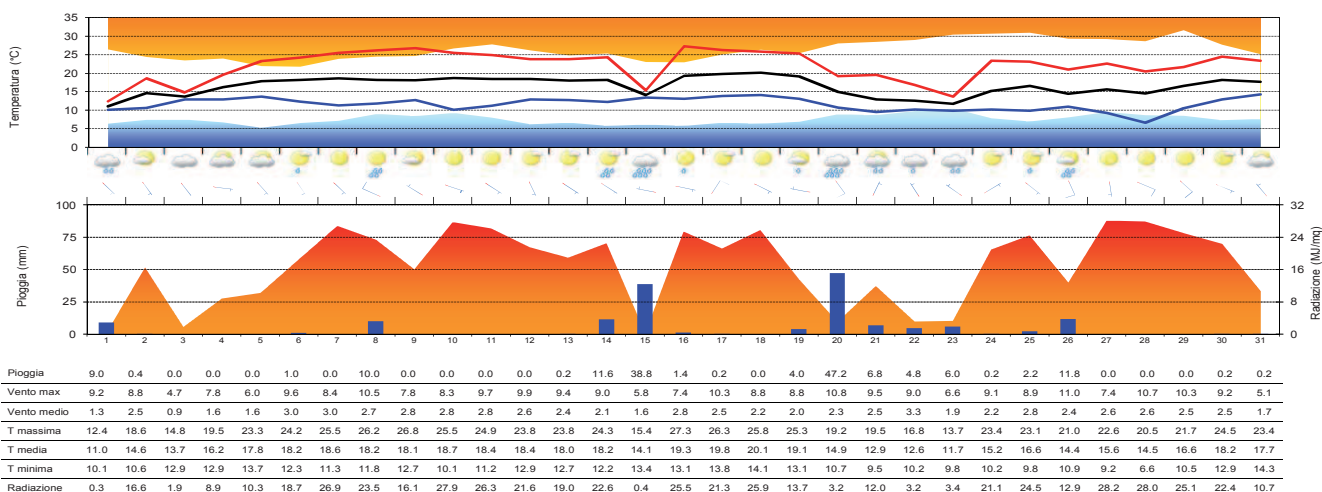 Temperatura (°C)
35
30
25
20
15
10
5
0
Pioggia (mm)
100
75
50
25
0
Radiazione (MJ/mq)
32
24
16
8
0
1 2 3 4 5 6 7 8 9 10 11 12 13 14 15 16 17 18 19 20 21 22 23 24 25 26 27 28 29 30 31
Pioggia 9.0 0.4 0.0 0.0 0.0 1.0 0.0 10.0 0.0 0.0 0.0 0.0 0.2 11.6 38.8 1.4 0.2 0.0 4.0 47.2 6.8 4.8 6.0 0.2 2.2 11.8 0.0 0.0 0.0 0.2 0.2
Vento max 9.2 8.8 4.7 7.8 6.0 9.6 8.4 10.5 7.8 8.3 9.7 9.9 9.4 9.0 5.8 7.4 10.3 8.8 8.8 10.8 9.5 9.0 6.6 9.1 8.9 11.0 7.4 10.7 10.3 9.2 5.1
Vento medio 1.3 2.5 0.9 1.6 1.6 3.0 3.0 2.7 2.8 2.8 2.8 2.6 2.4 2.1 1.6 2.8 2.5 2.2 2.0 2.3 2.5 3.3 1.9 2.2 2.8 2.4 2.6 2.6 2.5 2.5 1.7
T massima 12.4 18.6 14.8 19.5 23.3 24.2 25.5 26.2 26.8 25.5 24.9 23.8 23.8 24.3 15.4 27.3 26.3 25.8 25.3 19.2 19.5 16.8 13.7 23.4 23.1 21.0 22.6 20.5 21.7 24.5 23.4
T media 11.0 14.6 13.7 16.2 17.8 18.2 18.6 18.2 18.1 18.7 18.4 18.4 18.0 18.2 14.1 19.3 19.8 20.1 19.1 14.9 12.9 12.6 11.7 15.2 16.6 14.4 15.6 14.5 16.6 18.2 17.7
T minima 10.1 10.6 12.9 12.9 13.7 12.3 11.3 11.8 12.7 10.1 11.2 12.9 12.7 12.2 13.4 13.1 13.8 14.1 13.1 10.7 9.5 10.2 9.8 10.2 9.8 10.9 9.2 6.6 10.5 12.9 14.3
Radiazione 0.3 16.6 1.9 8.9 10.3 18.7 26.9 23.5 16.1 27.9 26.3 21.6 19.0 22.6 0.4 25.5 21.3 25.9 13.7 3.2 12.0 3.2 3.4 21.1 24.5 12.9 28.2 28.0 25.1 22.4 10.7